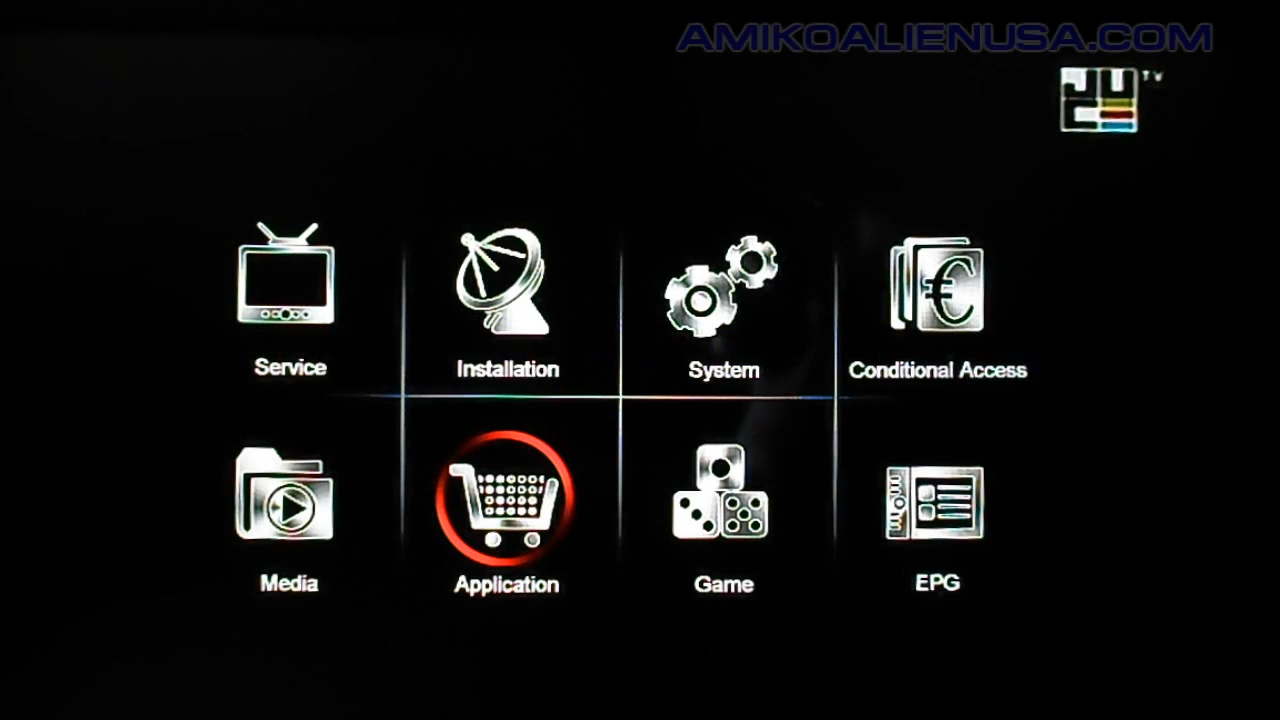 AMIKOALIENUSA.COM
TV
Service
Installation
System
Conditional Access
Media
Application
Game
EPG